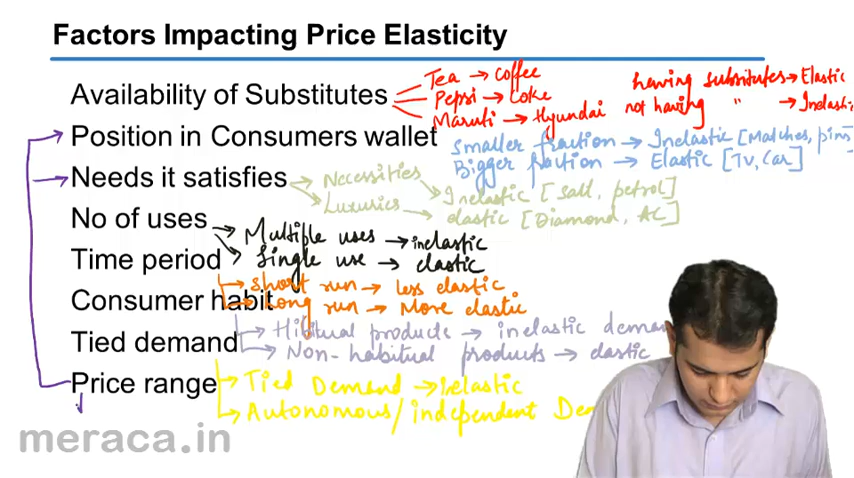 Factors Impacting Price Elasticity
Availability of Substitutes
Tea → Coffee
Pepsi → Coke
Maruti → Hyundai
having substitutes → Elastic
not having " → Inelastic
Position in Consumers wallet
Smaller fraction → Inelastic [Matches, pins]
Bigger fraction → Elastic [TV, Car]
Needs it satisfies
Necessities → Inelastic [Salt, petrol]
Luxuries → elastic [Diamond, AC]
No of uses
Multiple uses → inelastic
Single use → elastic
Time period
Short run → Less elastic
Long run → More elastic
Consumer habit
Hibitual products → inelastic deman
Non-habitual products → elastic
Tied demand
Tied Demand → inelastic
Autonomous/independent De
Price range
meraca.in